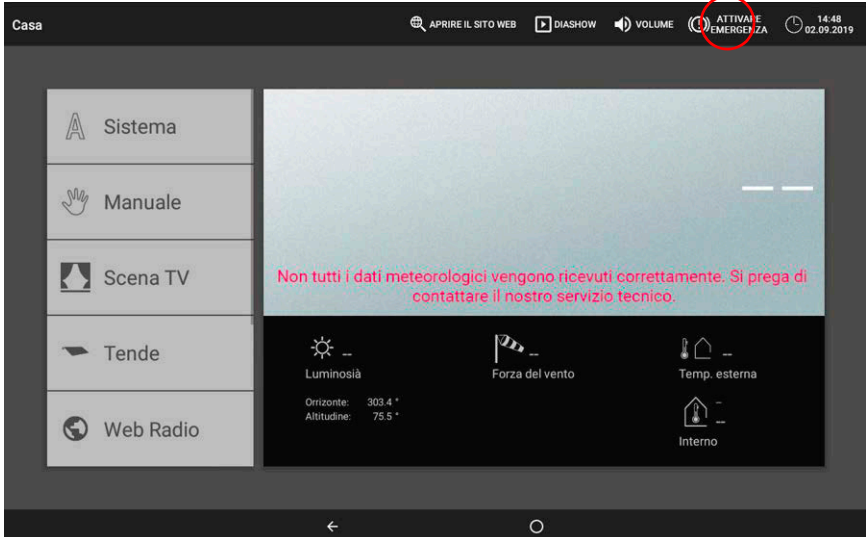 Casa
APRIRE IL SITO WEB
DIASHOW
VOLUME
ATTIVARE
EMERGENZA
14:48
02.09.2019
Sistema
Manuale
Scena TV
Tende
Web Radio
-- --
Non tutti i dati meteorologici vengono ricevuti correttamente. Si prega di
contattare il nostro servizio tecnico.
--
Luminosià
--
Forza del vento
--
Temp. esterna
Orrizonte: 303.4 °
Altitudine: 75.5 °
-
--
Interno